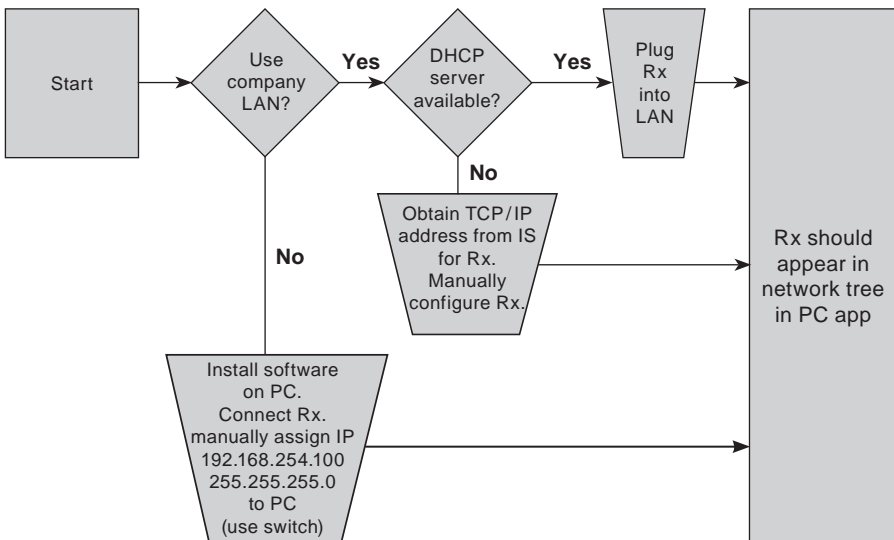 Start
Use
company
LAN?
Yes
DHCP
server
available?
Yes
Plug
Rx
into
LAN
No
Obtain TCP/IP
address from IS
for Rx.
Manually
configure Rx.
No
Install software
on PC.
Connect Rx.
manually assign IP
192.168.254.100
255.255.255.0
to PC
(use switch)
Rx should
appear in
network tree
in PC app